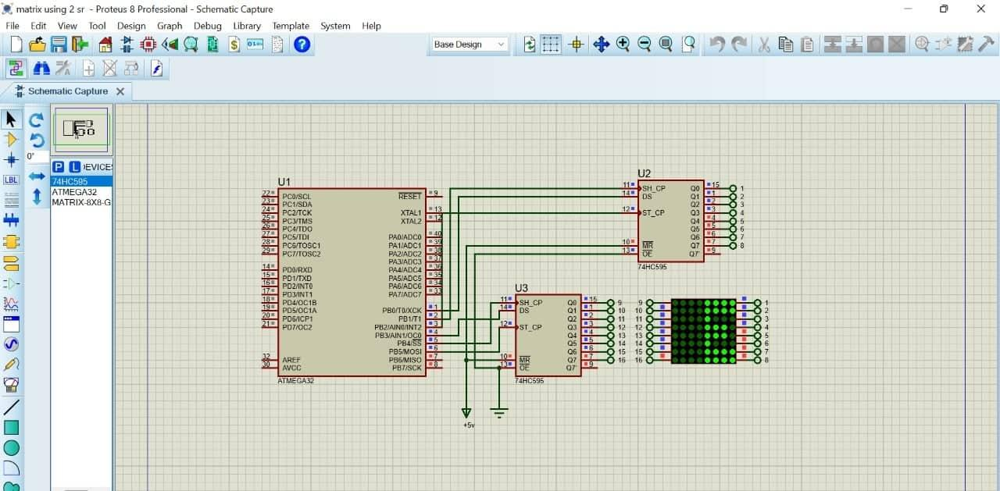 matrix using 2 sr - Proteus 8 Professional - Schematic Capture
File Edit View Tool Design Graph Debug Library Template System Help
Base Design
Schematic Capture
0°
P L DEVICES
74HC595
ATMEGA32
MATRIX-8X8-G
LBL
U1
22 PC0/SCL
23 PC1/SDA
24 PC2/TCK
25 PC3/TMS
26 PC4/TDO
27 PC5/TDI
28 PC6/TOSC1
29 PC7/TOSC2
14 PD0/RXD
15 PD1/TXD
16 PD2/INT0
17 PD3/INT1
18 PD4/OC1B
19 PD5/OC1A
20 PD6/ICP1
21 PD7/OC2
32 AREF
30 AVCC
RESET 9
XTAL1 13
XTAL2 12
PA0/ADC0 40
PA1/ADC1 39
PA2/ADC2 38
PA3/ADC3 37
PA4/ADC4 36
PA5/ADC5 35
PA6/ADC6 34
PA7/ADC7 33
PB0/T0/XCK 1
PB1/T1 2
PB2/AIN0/INT2 3
PB3/AIN1/OC0 4
PB4/SS 5
PB5/MOSI 6
PB6/MISO 7
PB7/SCK 8
ATMEGA32
U2
11 SH_CP Q0 15 1
14 DS Q1 1 2
Q2 2 3
12 ST_CP Q3 3 4
Q4 4 5
Q5 5 6
Q6 6 7
10 MR Q7 7 8
13 OE Q7' 9
74HC595
U3
11 SH_CP Q0 15 9
14 DS Q1 1 10
Q2 2 11
12 ST_CP Q3 3 12
Q4 4 13
Q5 5 14
Q6 6 15
10 MR Q7 7 16
13 OE Q7' 9
74HC595
9 1
10 2
11 3
12 4
13 5
14 6
15 7
16 8
+5v